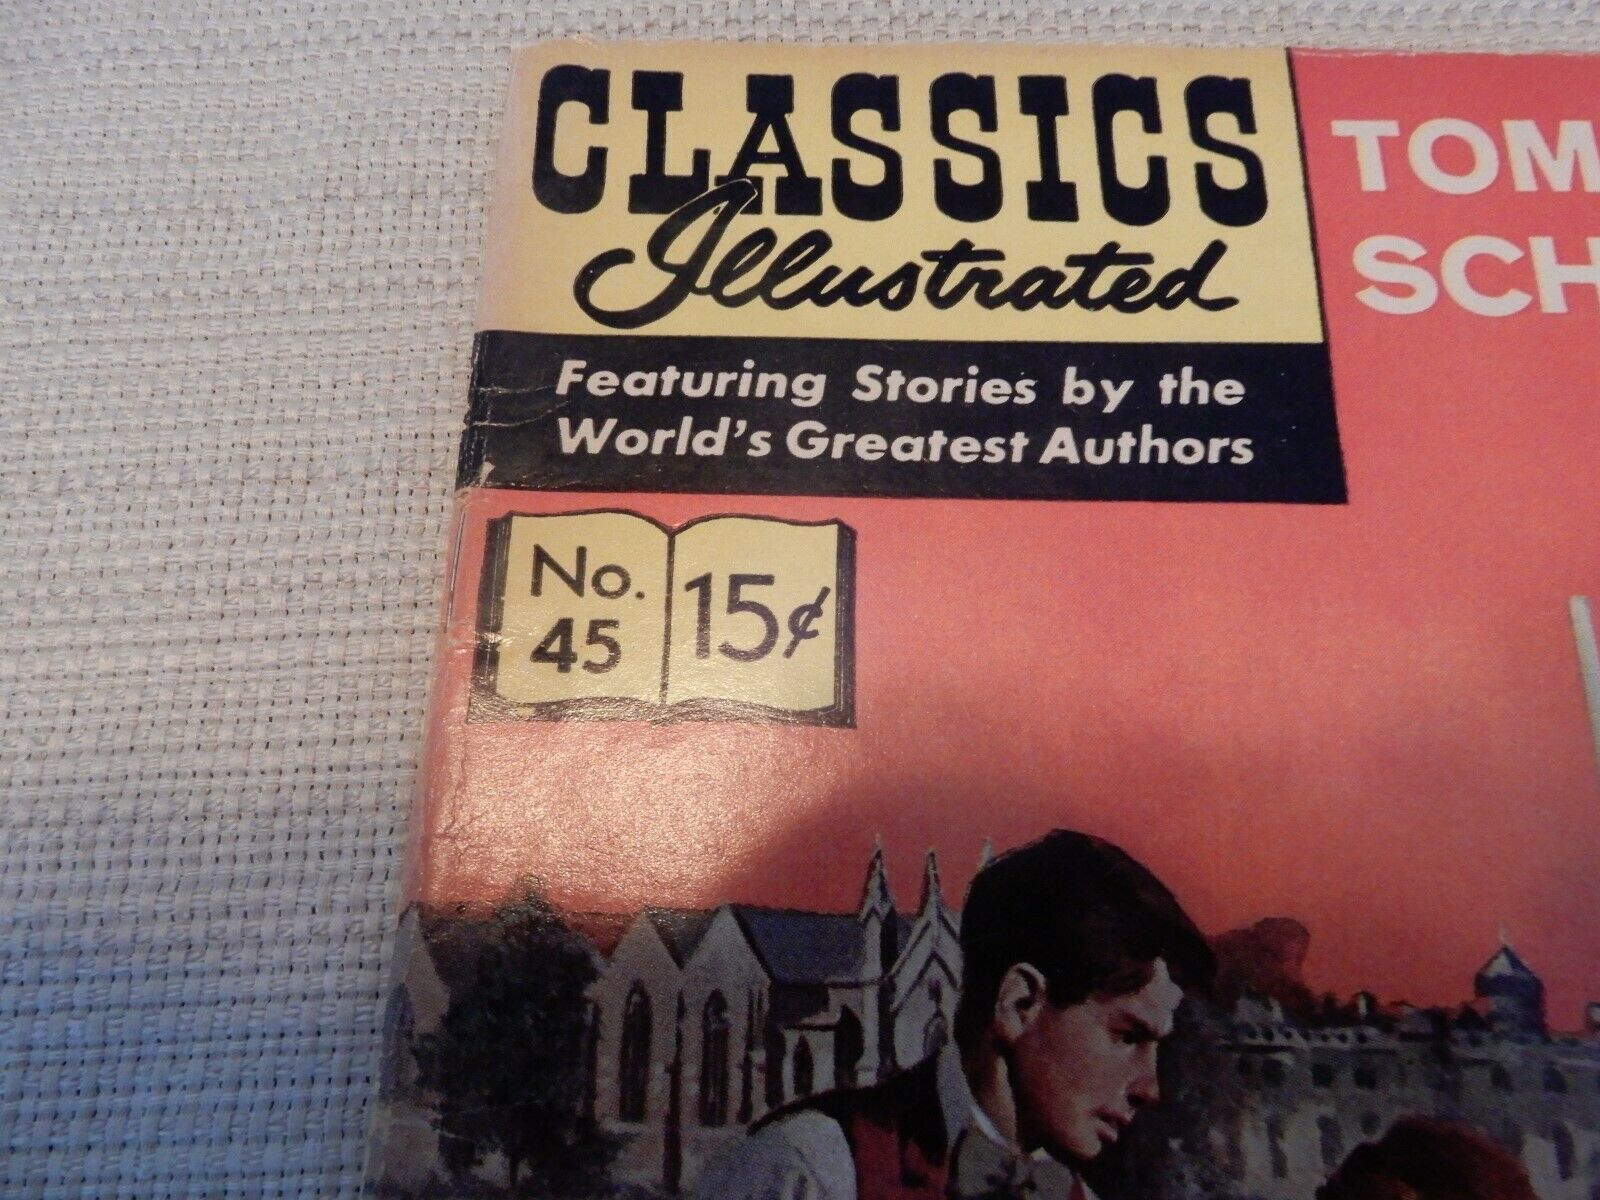 CLASSICS
Illustrated
Featuring Stories by the
World's Greatest Authors
No.
45
15¢
TOM
SCH